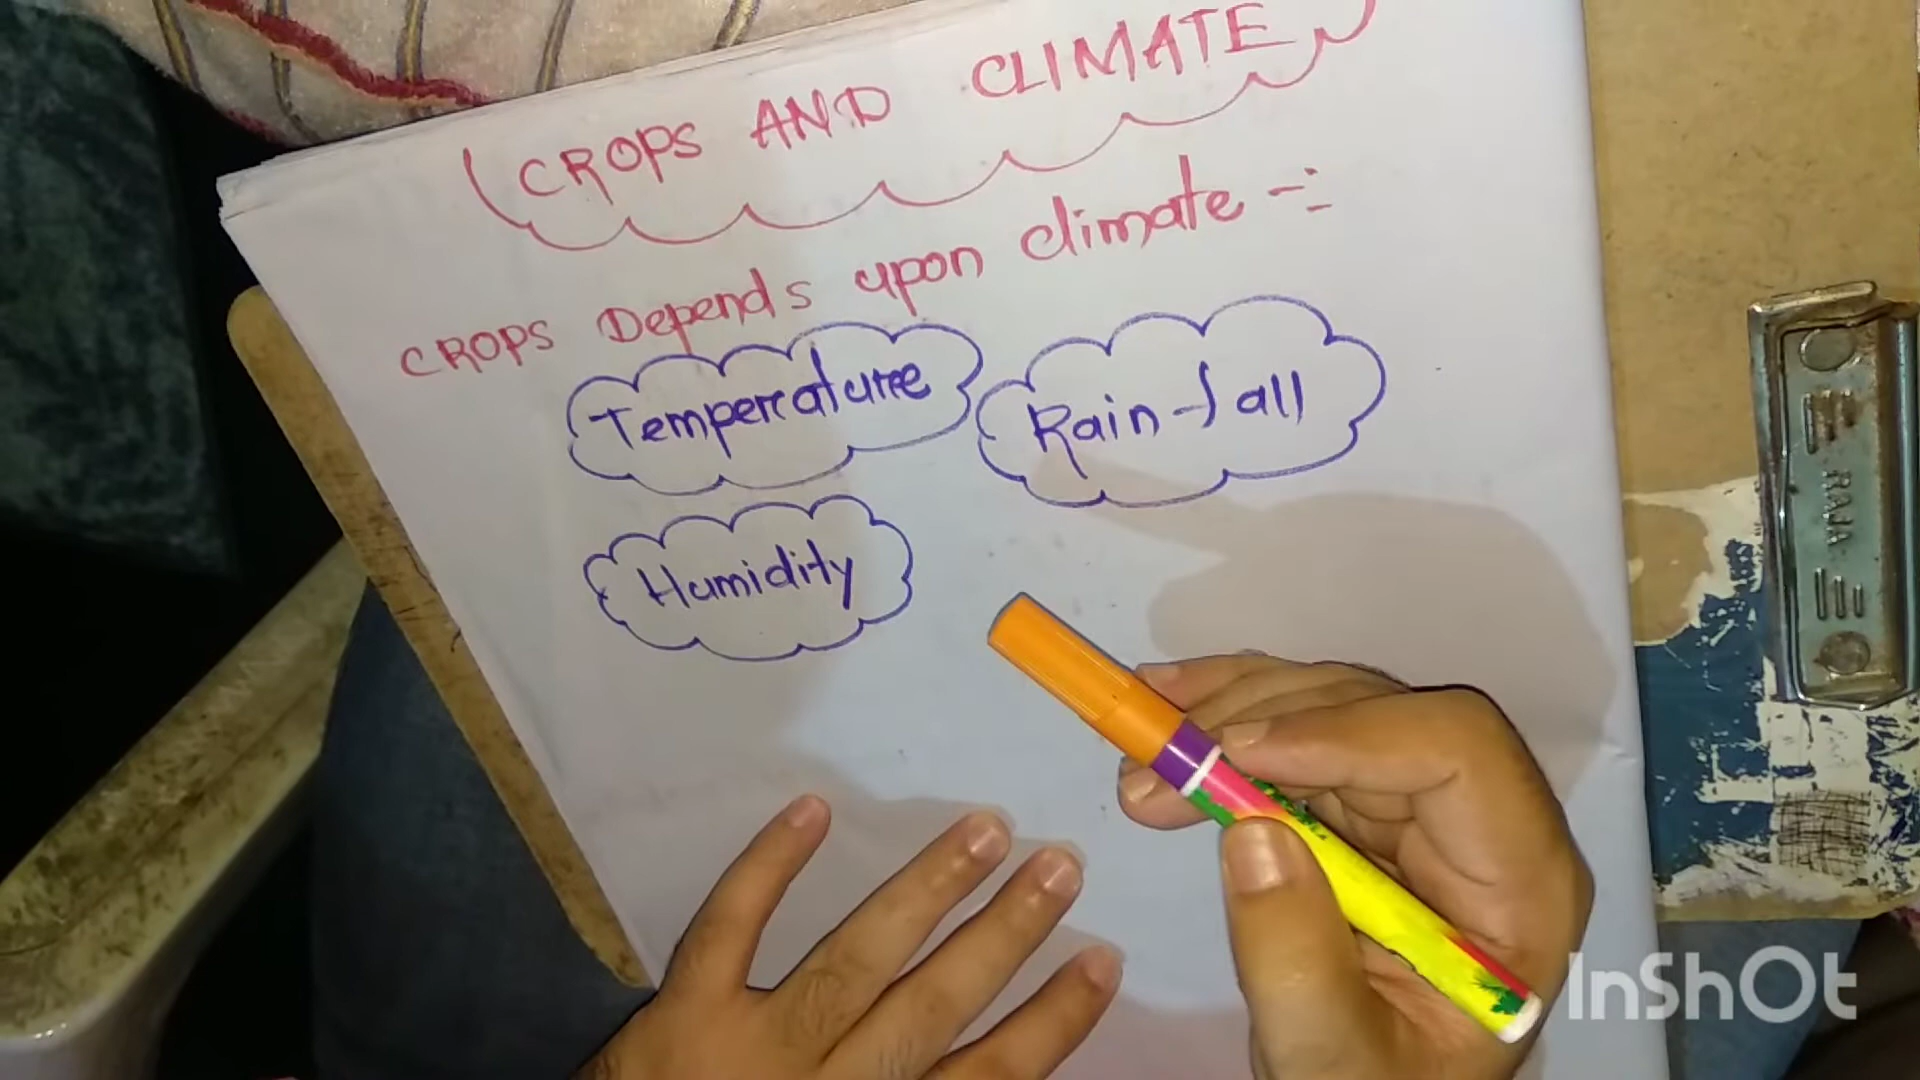 CROPS AND CLIMATE
CROPS Depends upon climate -:
Temperature
Rain-fall
Humidity
RAJA
InShOt